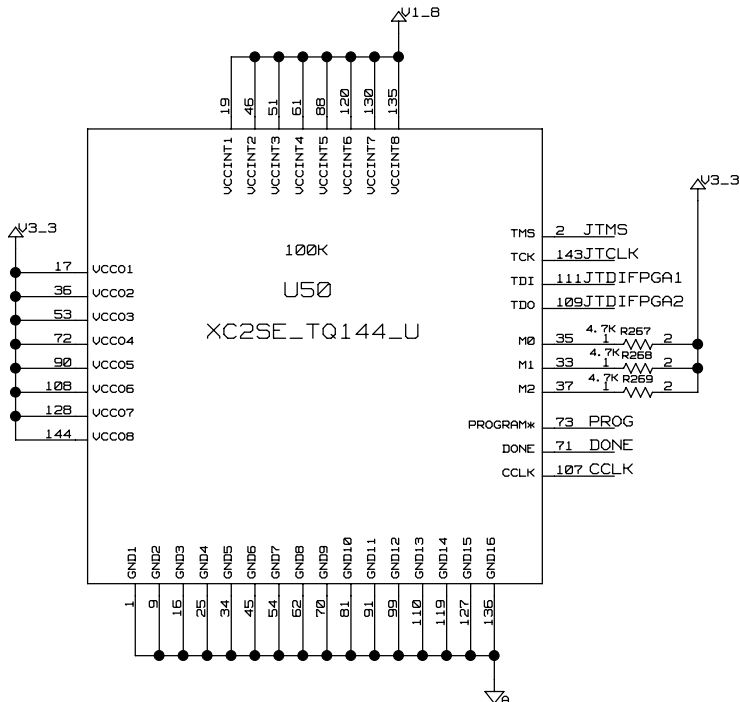 V1_8
19 46 51 61 88 120 130 135
VCCINT1 VCCINT2 VCCINT3 VCCINT4 VCCINT5 VCCINT6 VCCINT7 VCCINT8
V3_3
V3_3
100K
U50
XC2SE_TQ144_U
17 VCCO1
36 VCCO2
53 VCCO3
72 VCCO4
90 VCCO5
108 VCCO6
128 VCCO7
144 VCCO8
TMS 2 JTMS
TCK 143 JTCLK
TDI 111 JTDIFPGA1
TDO 109 JTDIFPGA2
4.7K R267
M0 35 1 2
4.7K R268
M1 33 1 2
4.7K R269
M2 37 1 2
PROGRAM* 73 PROG
DONE 71 DONE
CCLK 107 CCLK
GND1 GND2 GND3 GND4 GND5 GND6 GND7 GND8 GND9 GND10 GND11 GND12 GND13 GND14 GND15 GND16
1 9 16 25 34 45 54 62 70 81 91 99 110 119 127 136
A